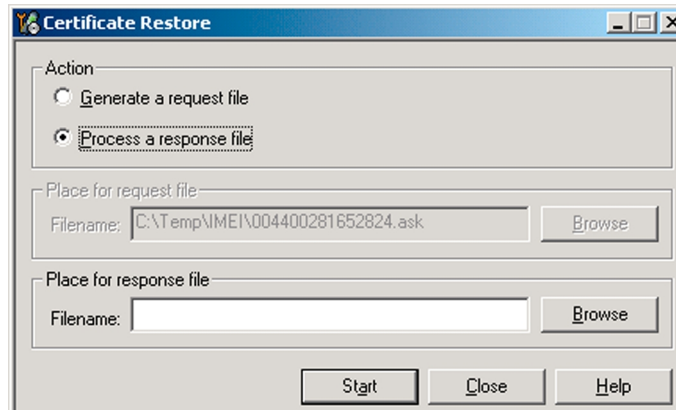 Certificate Restore
Action
Generate a request file
Process a response file
Place for request file
Filename: C:\Temp\IMEI\004400281652824.ask Browse
Place for response file
Filename: Browse
Start Close Help